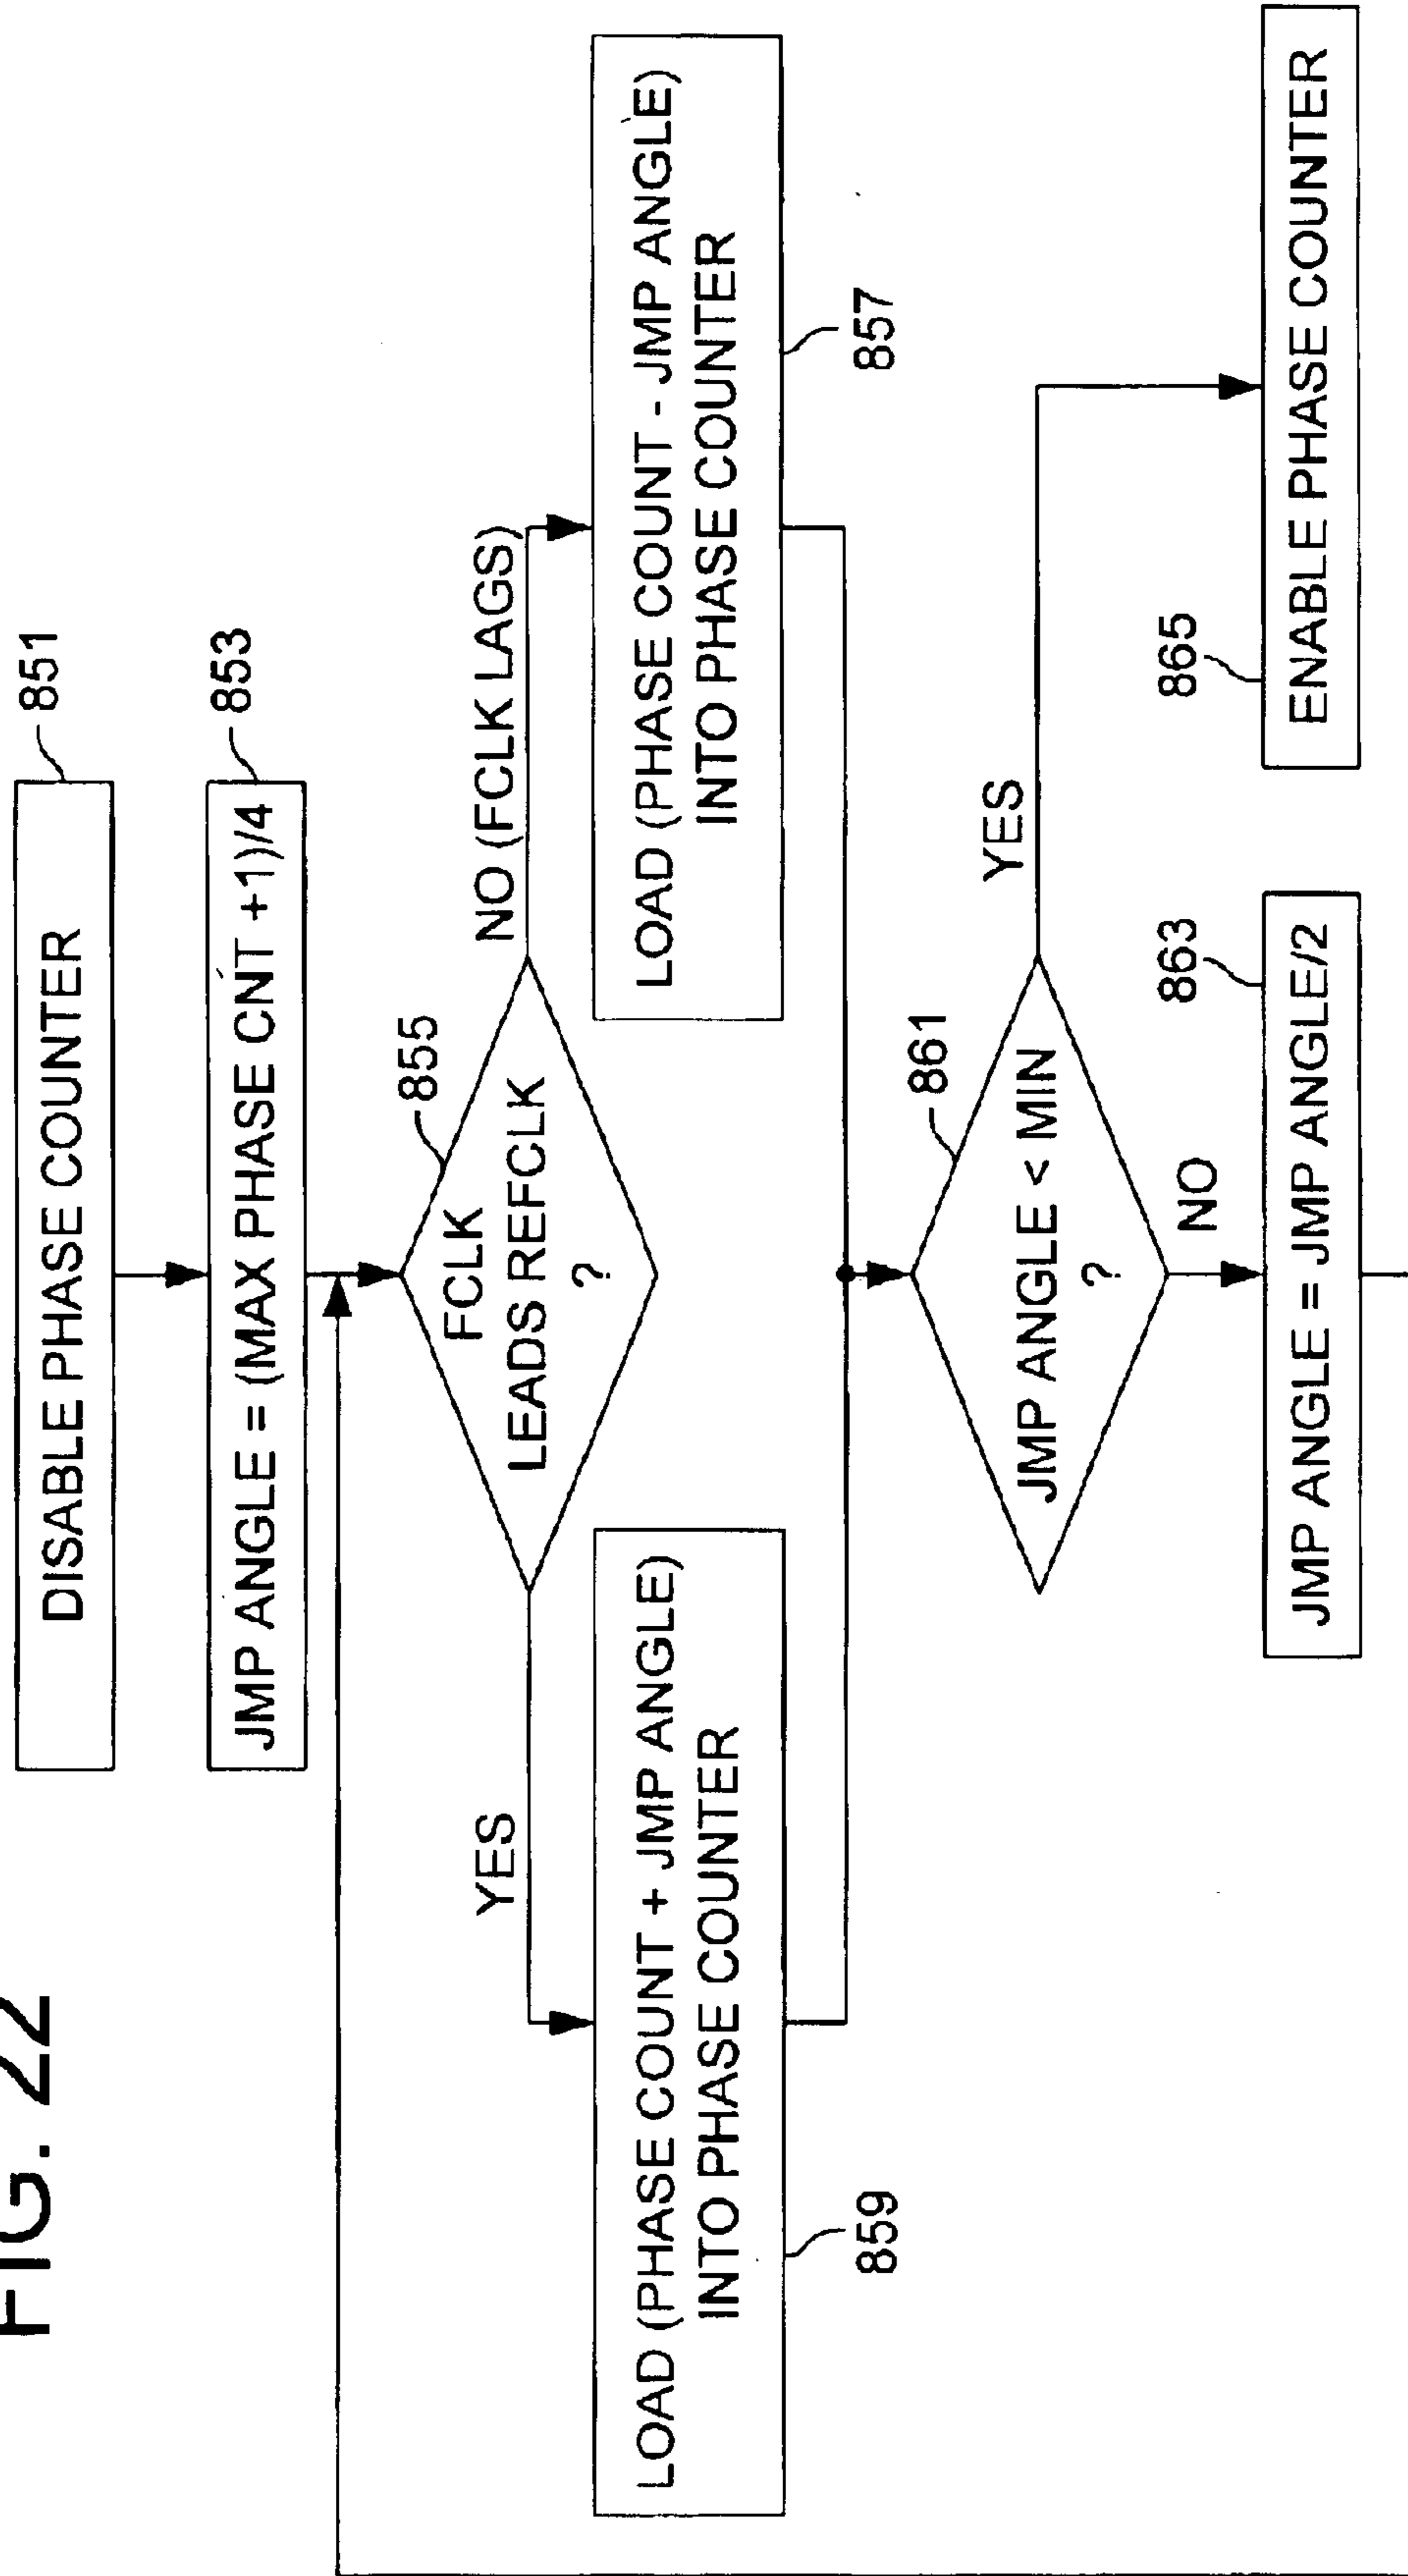 FIG. 22
DISABLE PHASE COUNTER
851
JMP ANGLE = (MAX PHASE CNT +1)/4
853
FCLK
LEADS REFCLK
?
855
YES
NO (FCLK LAGS)
LOAD (PHASE COUNT + JMP ANGLE)
INTO PHASE COUNTER
859
LOAD (PHASE COUNT - JMP ANGLE)
INTO PHASE COUNTER
857
JMP ANGLE < MIN
?
861
YES
NO
JMP ANGLE = JMP ANGLE/2
863
ENABLE PHASE COUNTER
865